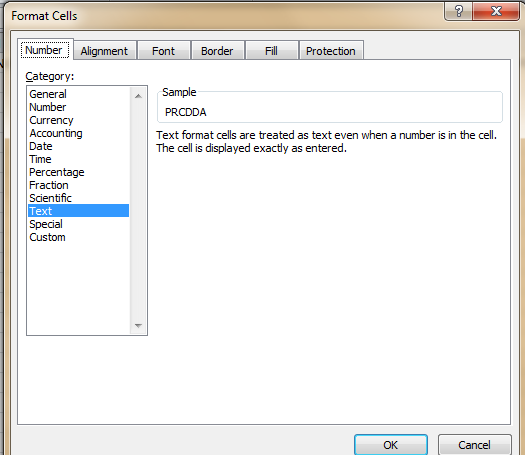 Format Cells
?
Number Alignment Font Border Fill Protection
Category:
General
Number
Currency
Accounting
Date
Time
Percentage
Fraction
Scientific
Text
Special
Custom
Sample
PRCDDA
Text format cells are treated as text even when a number is in the cell.
The cell is displayed exactly as entered.
OK Cancel